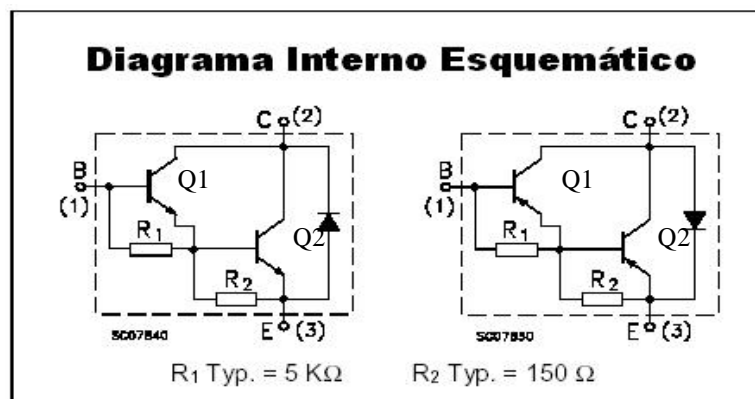 Diagrama Interno Esquemático
C (2)
B
(1)
Q1
R1
Q2
R2
SC07840
E (3)
C (2)
B
(1)
Q1
R1
Q2
R2
SC07850
E (3)
R1 Typ. = 5 KΩ R2 Typ. = 150 Ω